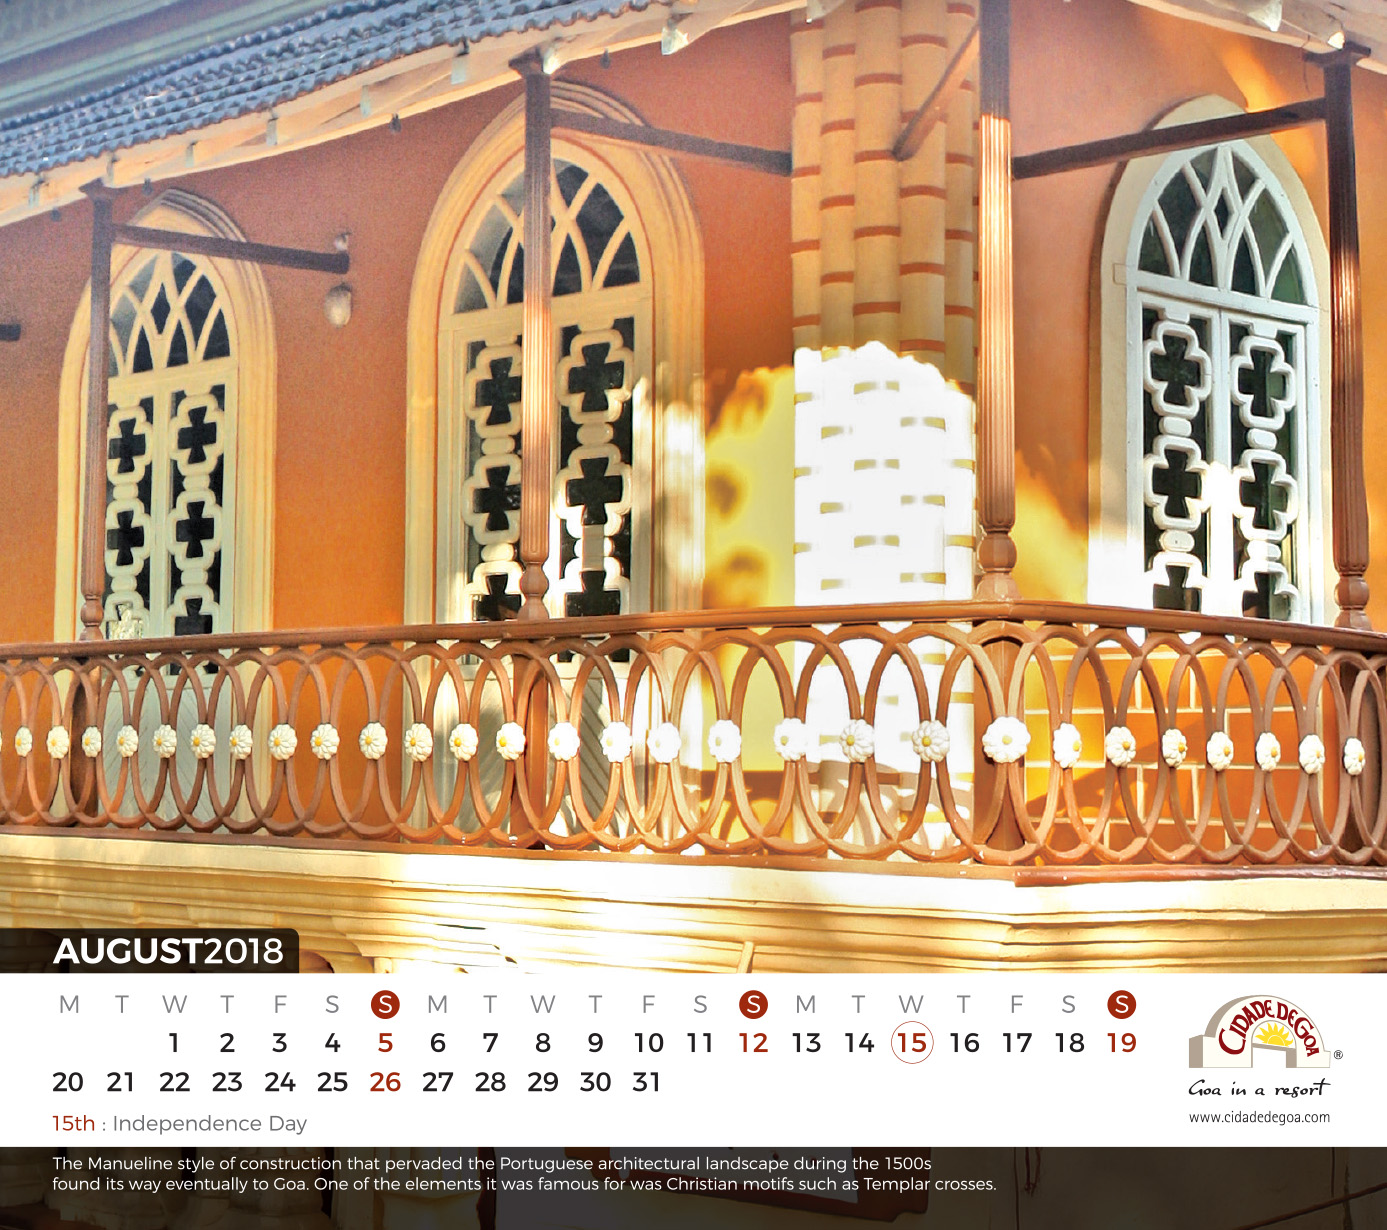 AUGUST2018
M T W T F S S M T W T F S S M T W T F S S
1 2 3 4 5 6 7 8 9 10 11 12 13 14 15 16 17 18 19
20 21 22 23 24 25 26 27 28 29 30 31
15th : Independence Day
CIDADE DE GOA ®
Goa in a resort
www.cidadedegoa.com
The Manueline style of construction that pervaded the Portuguese architectural landscape during the 1500s
found its way eventually to Goa. One of the elements it was famous for was Christian motifs such as Templar crosses.